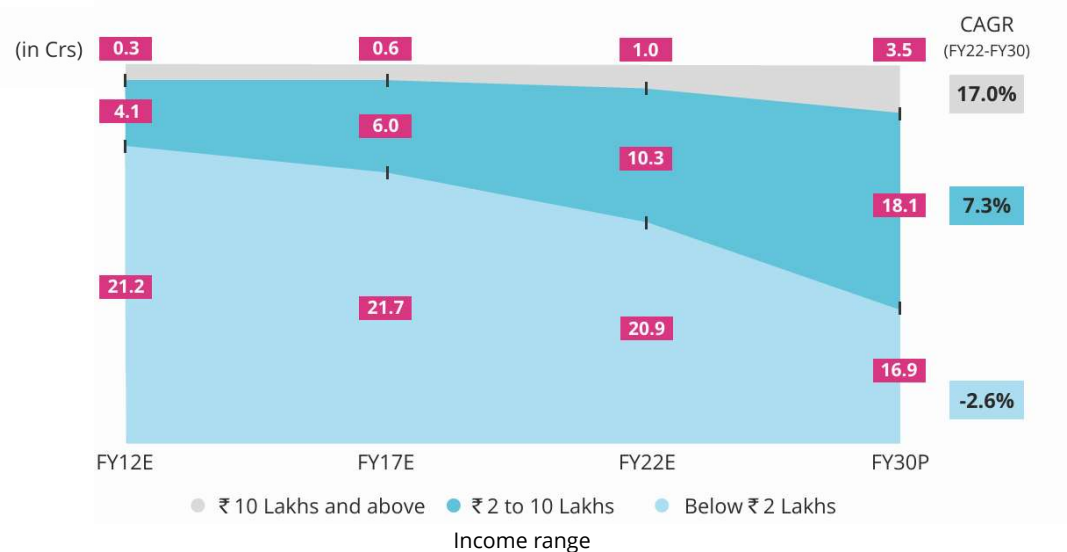 (in Crs) 0.3 0.6 1.0 3.5 CAGR
(FY22-FY30)
17.0%
4.1 6.0 10.3 18.1 7.3%
21.2 21.7 20.9 16.9 -2.6%
FY12E FY17E FY22E FY30P
₹ 10 Lakhs and above ₹ 2 to 10 Lakhs Below ₹ 2 Lakhs
Income range